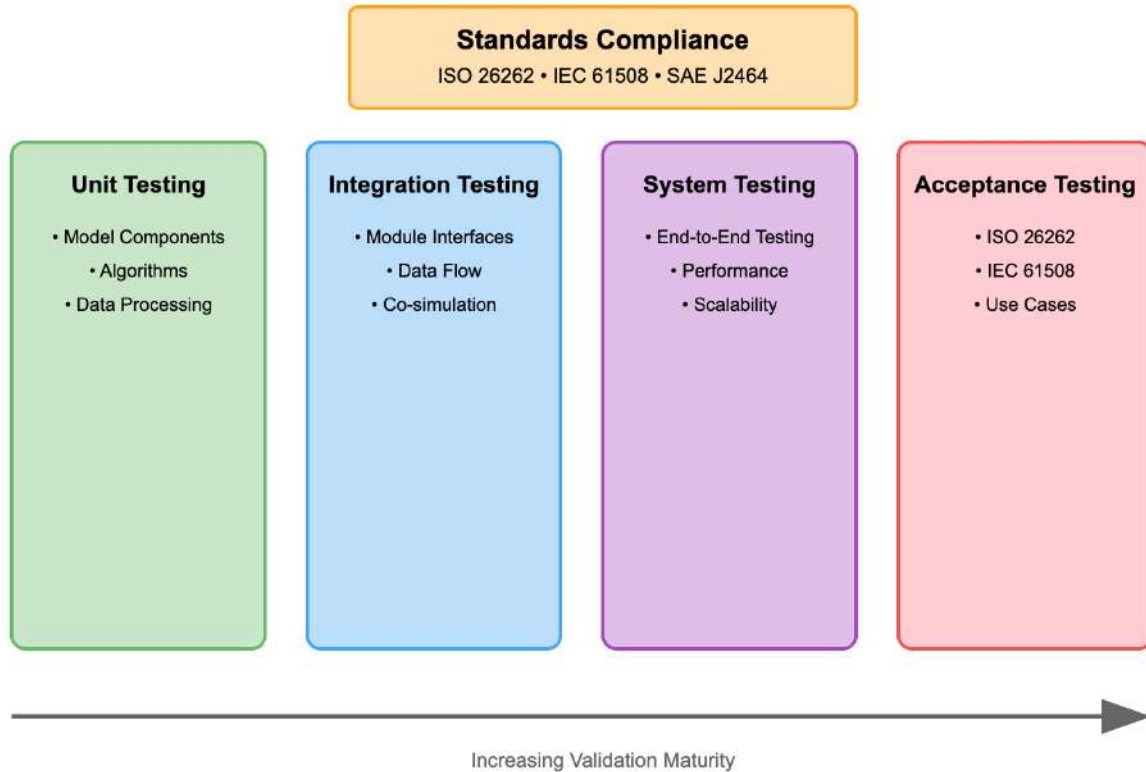 Standards Compliance
ISO 26262 • IEC 61508 • SAE J2464
Unit Testing
• Model Components
• Algorithms
• Data Processing
Integration Testing
• Module Interfaces
• Data Flow
• Co-simulation
System Testing
• End-to-End Testing
• Performance
• Scalability
Acceptance Testing
• ISO 26262
• IEC 61508
• Use Cases
Increasing Validation Maturity